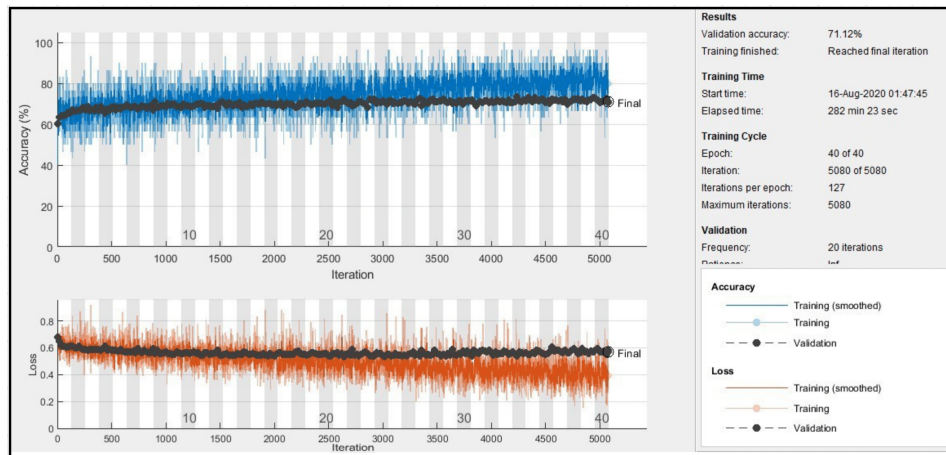 Results
Validation accuracy: 71.12%
Training finished: Reached final iteration
Training Time
Start time: 16-Aug-2020 01:47:45
Elapsed time: 282 min 23 sec
Training Cycle
Epoch: 40 of 40
Iteration: 5080 of 5080
Iterations per epoch: 127
Maximum iterations: 5080
Validation
Frequency: 20 iterations
Accuracy
Training (smoothed)
Training
Validation
Loss
Training (smoothed)
Training
Validation
100
80
60
40
20
0
Accuracy (%)
Final
10 20 30 40
0 500 1000 1500 2000 2500 3000 3500 4000 4500 5000
Iteration
0.8
0.6
0.4
0.2
0
Loss
Final
10 20 30 40
0 500 1000 1500 2000 2500 3000 3500 4000 4500 5000
Iteration